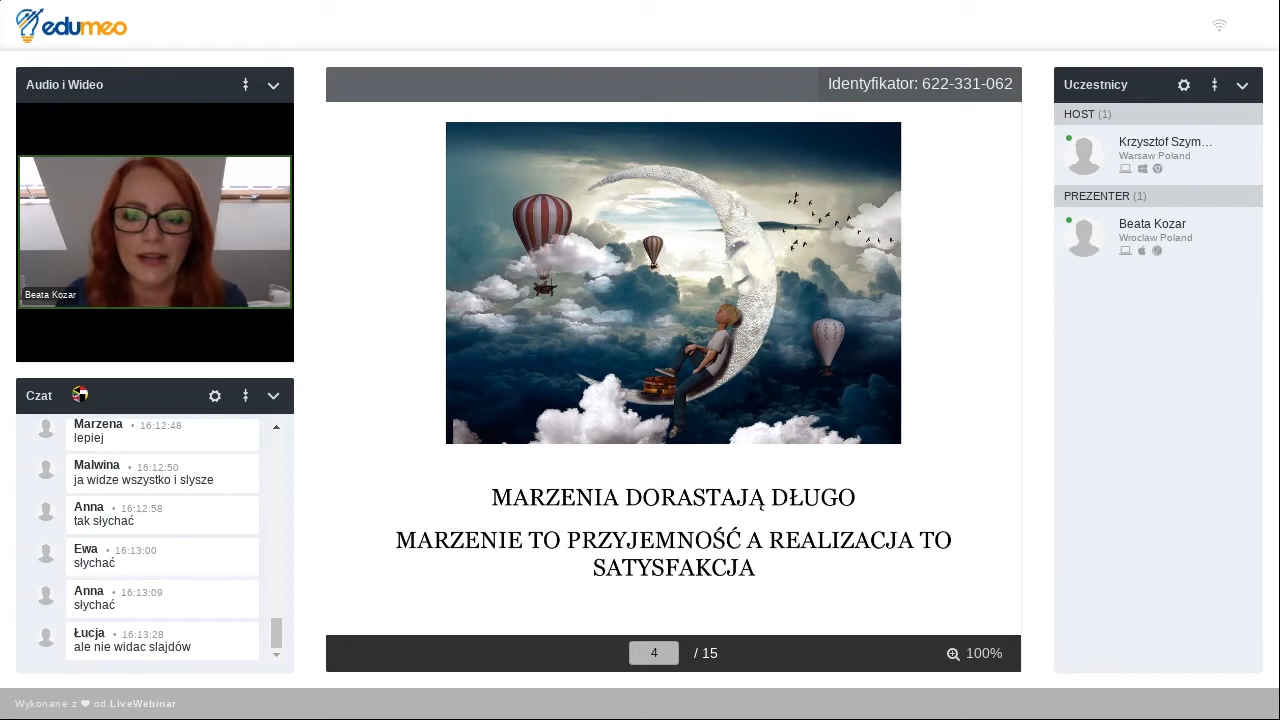 edumeo
Audio i Wideo
Beata Kozar
Czat
Marzena • 16:12:48
lepiej
Malwina • 16:12:50
ja widze wszystko i slysze
Anna • 16:12:58
tak słychać
Ewa • 16:13:00
słychać
Anna • 16:13:09
słychać
Łucja • 16:13:28
ale nie widac slajdów
Identyfikator: 622-331-062
MARZENIA DORASTAJĄ DŁUGO
MARZENIE TO PRZYJEMNOŚĆ A REALIZACJA TO
SATYSFAKCJA
4 / 15
100%
Uczestnicy
HOST (1)
Krzysztof Szym...
Warsaw Poland
PREZENTER (1)
Beata Kozar
Wroclaw Poland
Wykonane z ❤ od LiveWebinar